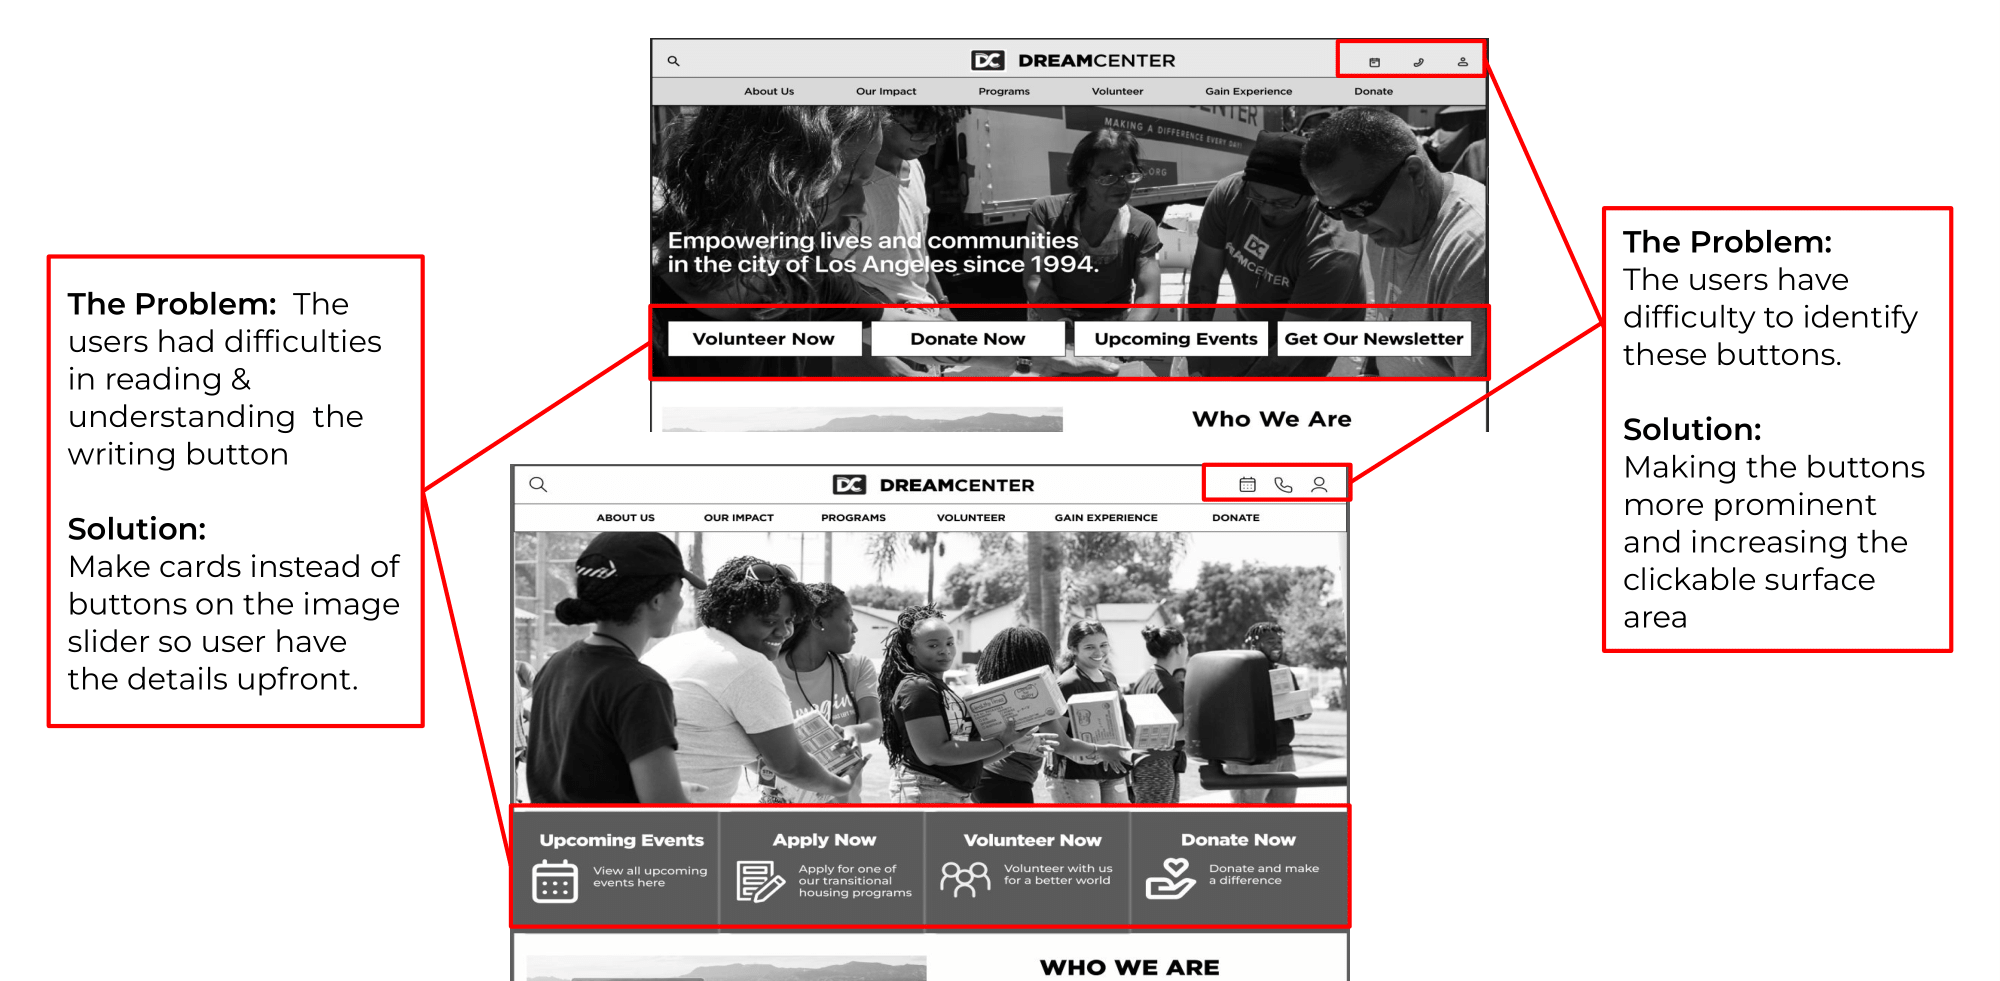 DC DREAMCENTER
About Us Our Impact Programs Volunteer Gain Experience Donate
CENTER
MAKING A DIFFERENCE EVERY DAY
.ORG
DC
DREAMCENTER
Empowering lives and communities
in the city of Los Angeles since 1994.
Volunteer Now Donate Now Upcoming Events Get Our Newsletter
Who We Are
The Problem: The
users had difficulties
in reading &
understanding the
writing button
Solution:
Make cards instead of
buttons on the image
slider so user have
the details upfront.
The Problem:
The users have
difficulty to identify
these buttons.
Solution:
Making the buttons
more prominent
and increasing the
clickable surface
area
DC DREAMCENTER
ABOUT US OUR IMPACT PROGRAMS VOLUNTEER GAIN EXPERIENCE DONATE
Upcoming Events
View all upcoming
events here
Apply Now
Apply for one of
our transitional
housing programs
Volunteer Now
Volunteer with us
for a better world
Donate Now
Donate and make
a difference
WHO WE ARE